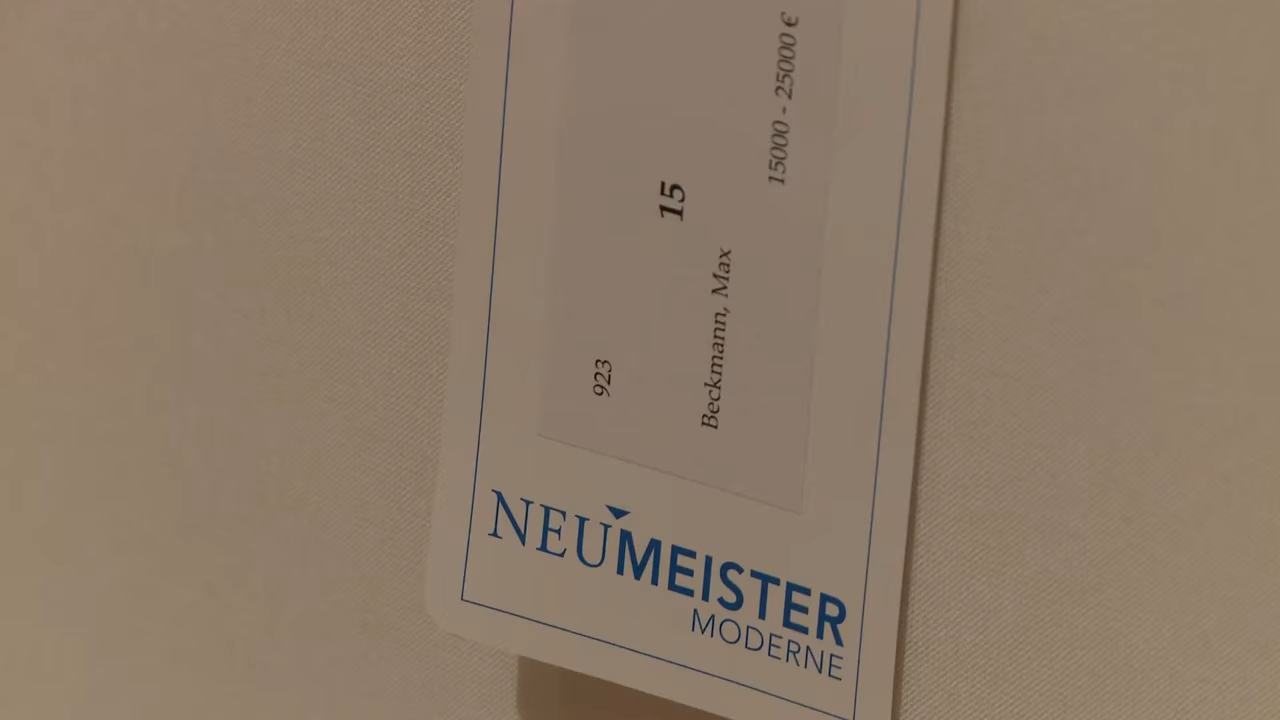 923
15
Beckmann, Max
15000 - 25000 €
NEUMEISTER
MODERNE